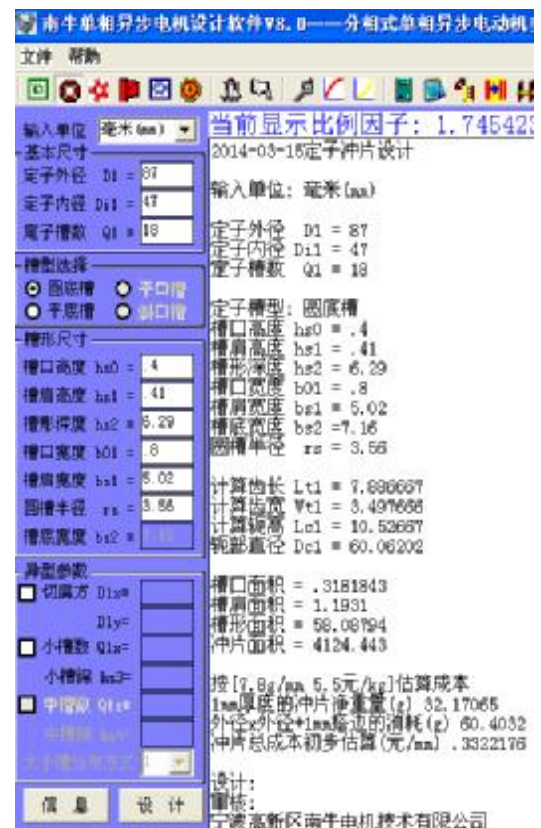 南牛单相异步电机设计软件V8.0——分相式单相异步电动机
文件 帮助
输入单位 毫米(mm)
基本尺寸
定子外径 D1 = 87
定子内径 Di1 = 47
定子槽数 Q1 = 18
槽型选择
圆底槽 平口槽
平底槽 斜口槽
槽形尺寸
槽口高度 hs0 = .4
槽肩高度 hs1 = .41
槽形深度 hs2 = 6.29
槽口宽度 b01 = .8
槽肩宽度 bs1 = 5.02
圆槽半径 rs = 3.56
槽底宽度 bs2 =
异型参数
切属方 D1x=
D1y=
小槽数 Q1x=
小槽深 hs3=
信 息 设 计
当前显示比例因子: 1.745423
2014-03-15定子冲片设计
输入单位: 毫米(mm)
定子外径 D1 = 87
定子内径 Di1 = 47
定子槽数 Q1 = 18
定子槽型: 圆底槽
槽口高度 hs0 = .4
槽肩高度 hs1 = .41
槽形深度 hs2 = 6.29
槽口宽度 b01 = .8
槽肩宽度 bs1 = 5.02
槽底宽度 bs2 =7.16
圆槽半径 rs = 3.56
计算齿长 Lt1 = 7.886667
计算齿宽 Wt1 = 3.497666
计算轭高 Lc1 = 10.52667
轭部直径 Dc1 = 60.06202
槽口面积 = .3181843
槽肩面积 = 1.1931
槽形面积 = 58.08794
冲片面积 = 4124.443
按[7.8g/mm 5.5元/kg]估算成本
1mm厚度的冲片净重量(g) 32.17065
外径x外径*1mm搭边的消耗(g) 60.4032
冲片总成本初步估算(元/mm) .3322176
设计:
审核:
宁波高新区南牛电机技术有限公司